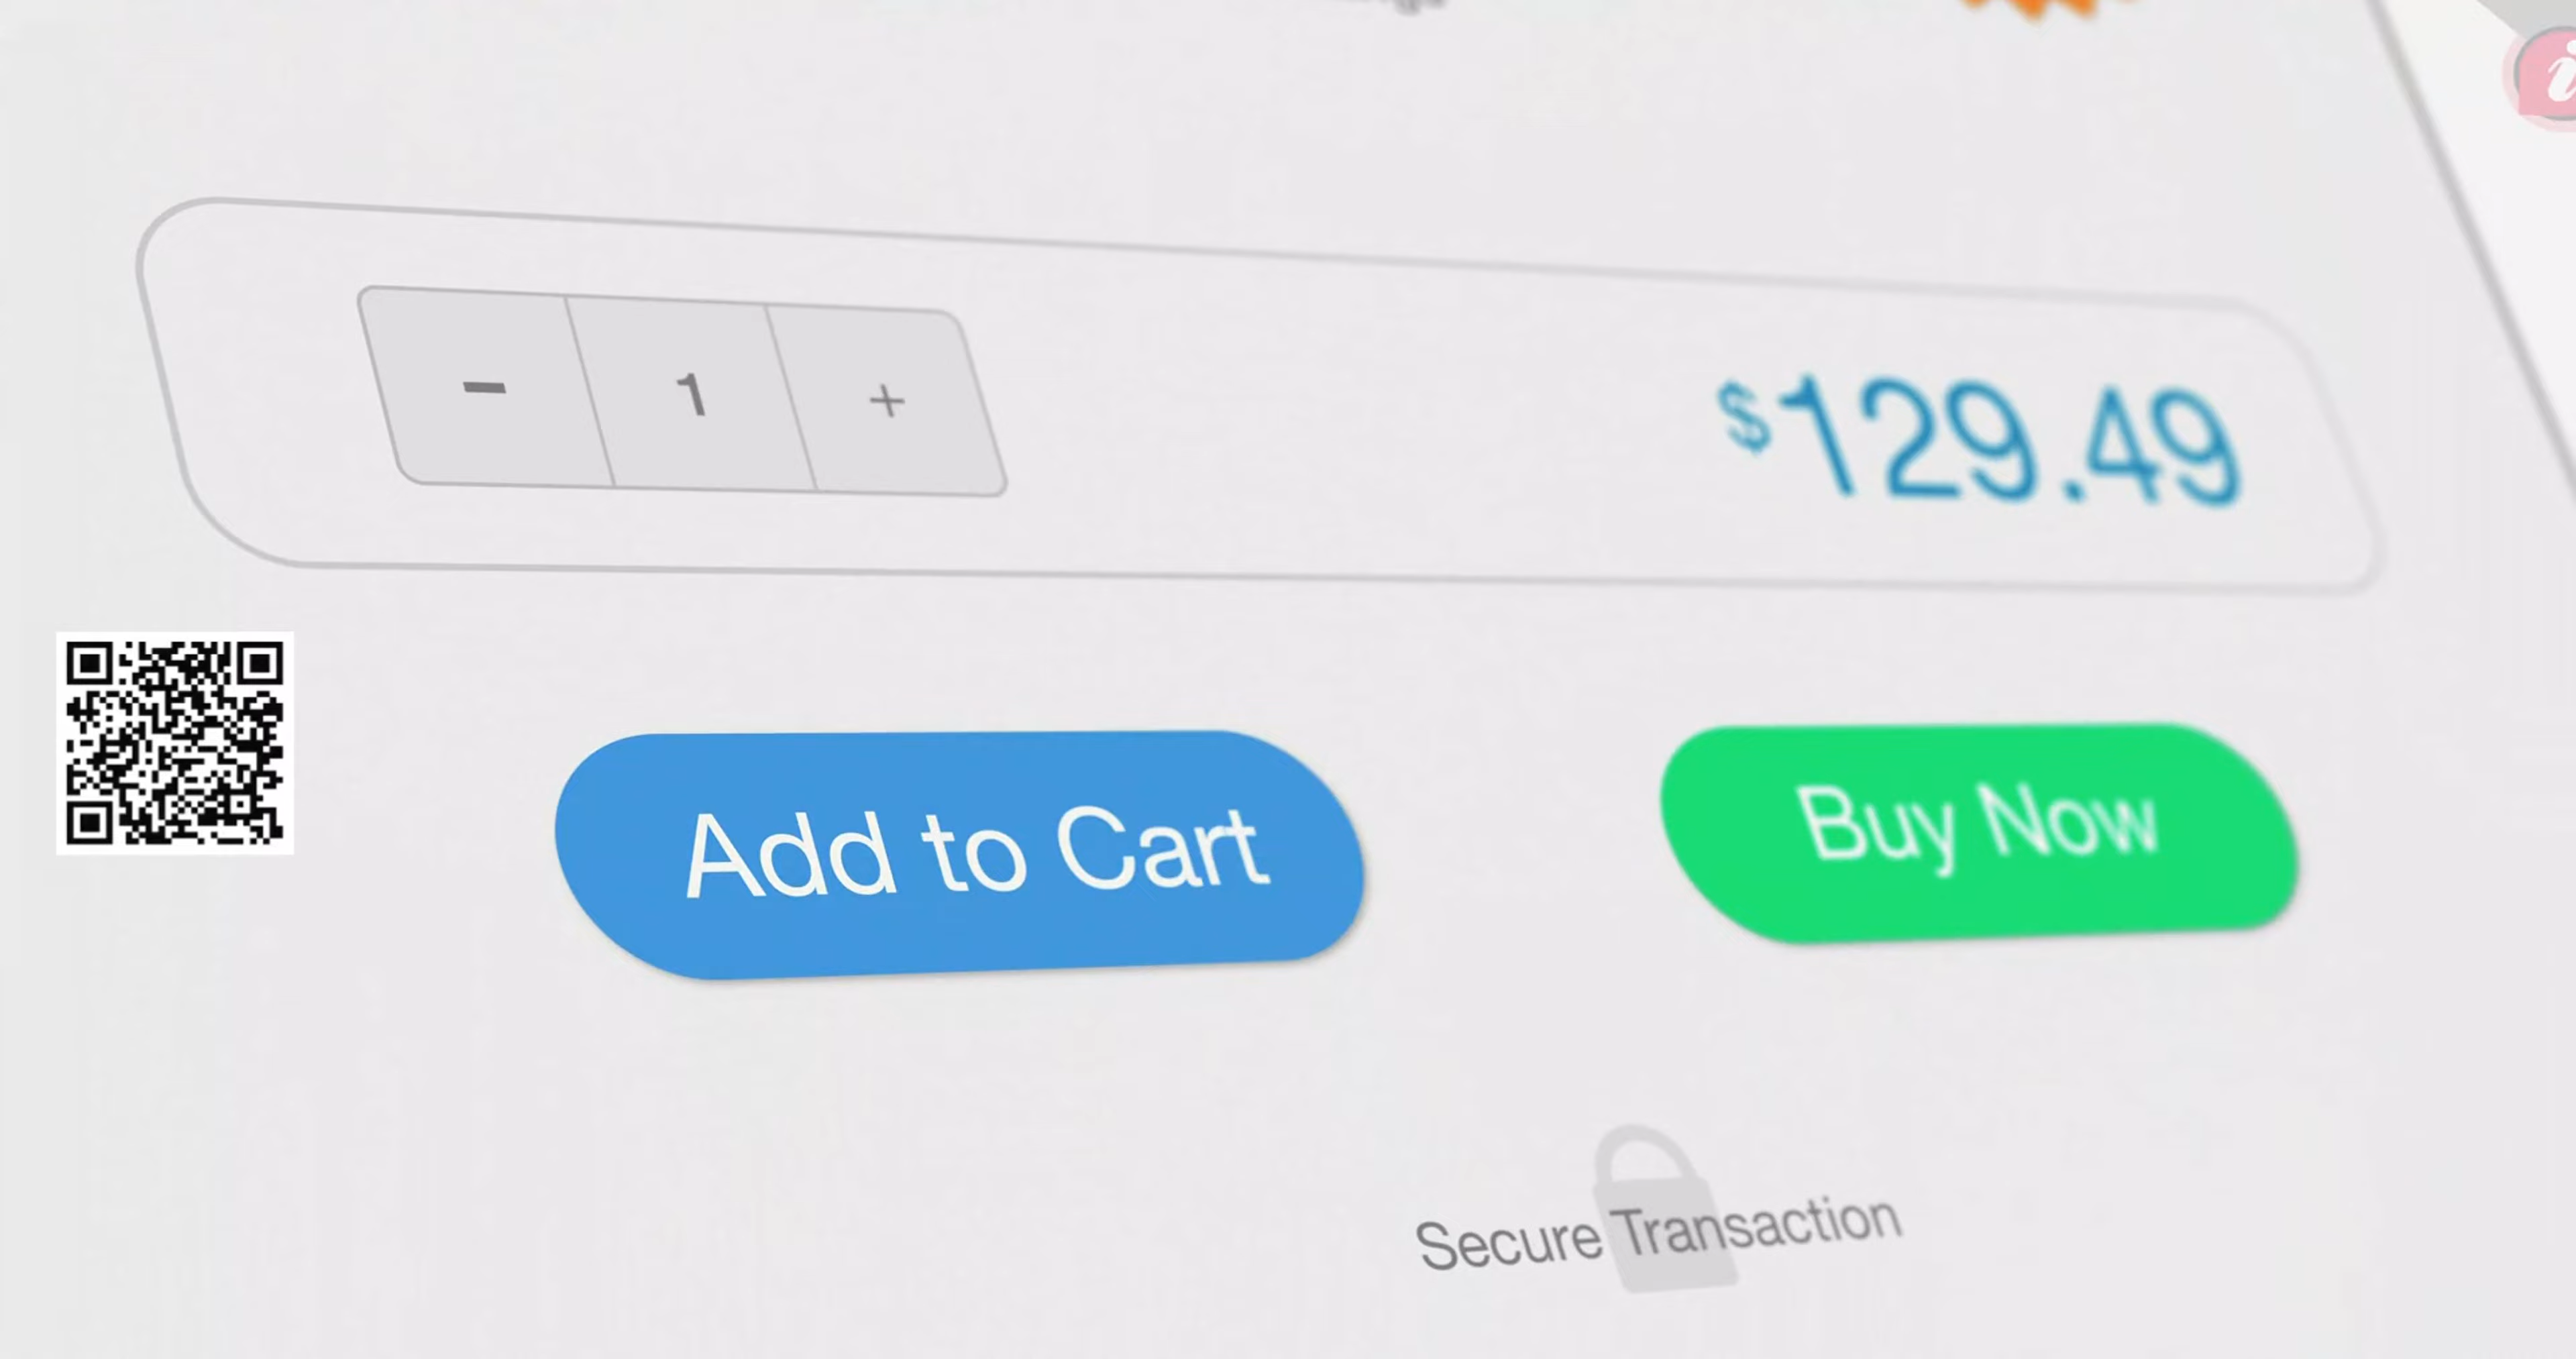 - 1 +
$129.49
Add to Cart
Buy Now
Secure Transaction
i